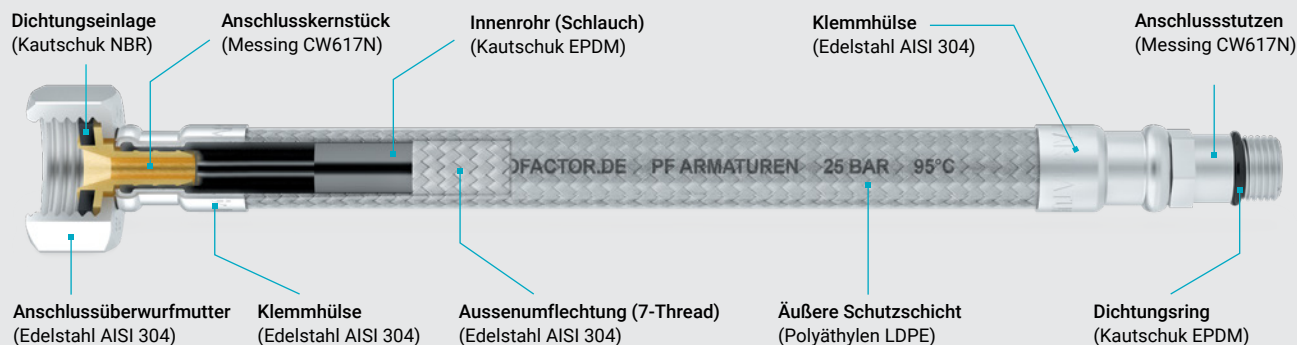 Dichtungseinlage
(Kautschuk NBR)
Anschlusskernstück
(Messing CW617N)
Innenrohr (Schlauch)
(Kautschuk EPDM)
Klemmhülse
(Edelstahl AISI 304)
Anschlussstutzen
(Messing CW617N)
OFACTOR.DE PF ARMATUREN 25 BAR 95°C
Anschlussüberwurfmutter
(Edelstahl AISI 304)
Klemmhülse
(Edelstahl AISI 304)
Aussenumflechtung (7-Thread)
(Edelstahl AISI 304)
Äußere Schutzschicht
(Polyäthylen LDPE)
Dichtungsring
(Kautschuk EPDM)